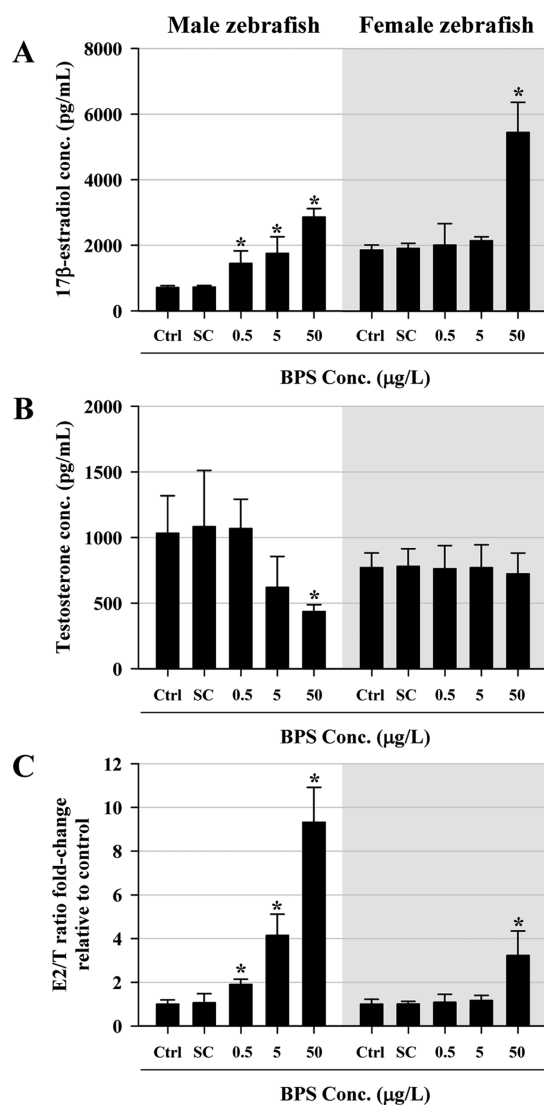 Male zebrafish Female zebrafish
A
17β-estradiol conc. (pg/mL)
8000
6000
4000
2000
0
* * * *
Ctrl SC 0.5 5 50 Ctrl SC 0.5 5 50
BPS Conc. (μg/L)
B
Testosterone conc. (pg/mL)
2000
1500
1000
500
0
*
Ctrl SC 0.5 5 50 Ctrl SC 0.5 5 50
BPS Conc. (μg/L)
C
E2/T ratio fold-change
relative to control
12
10
8
6
4
2
0
* * * *
Ctrl SC 0.5 5 50 Ctrl SC 0.5 5 50
BPS Conc. (μg/L)